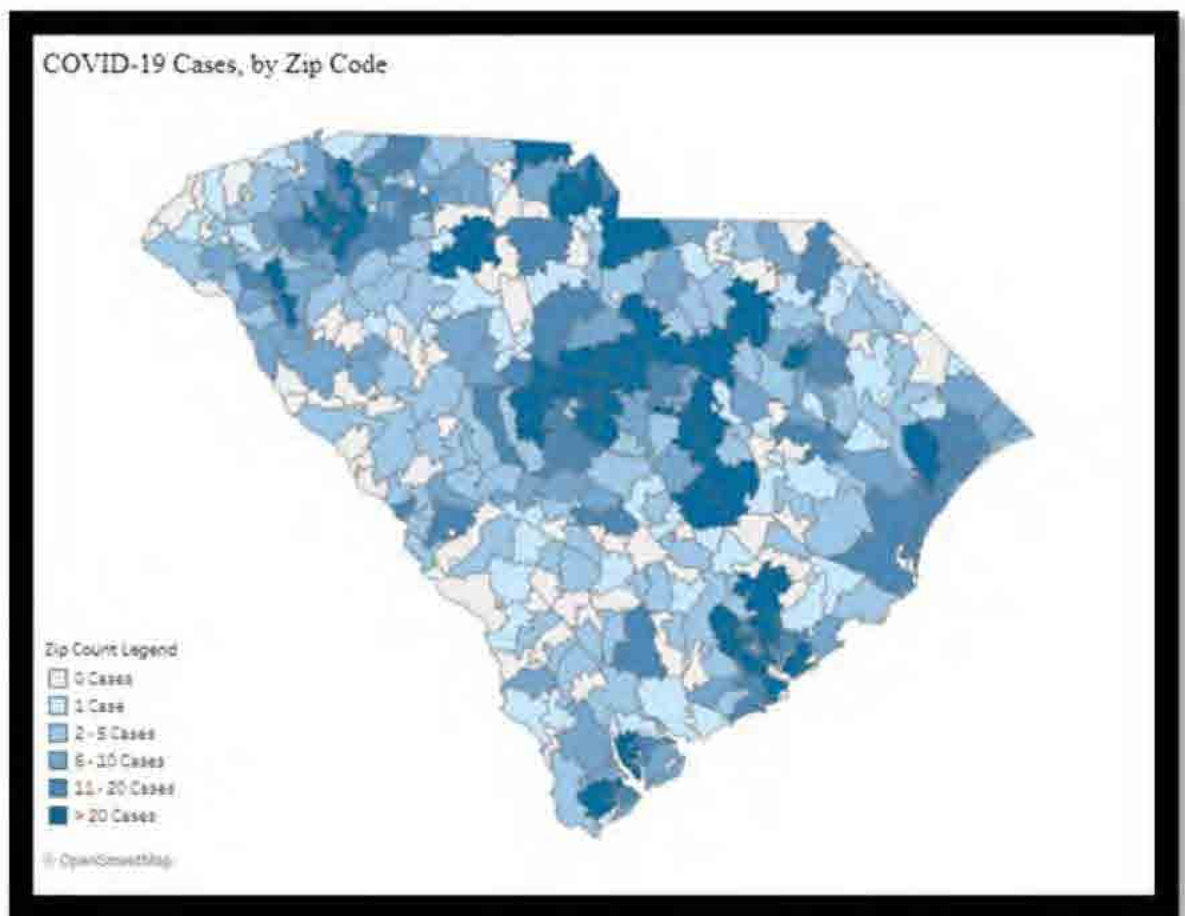 COVID-19 Cases, by Zip Code
Zip Count Legend
0 Cases
1 Case
2 - 5 Cases
6 - 10 Cases
11 - 20 Cases
> 20 Cases
© OpenStreetMap